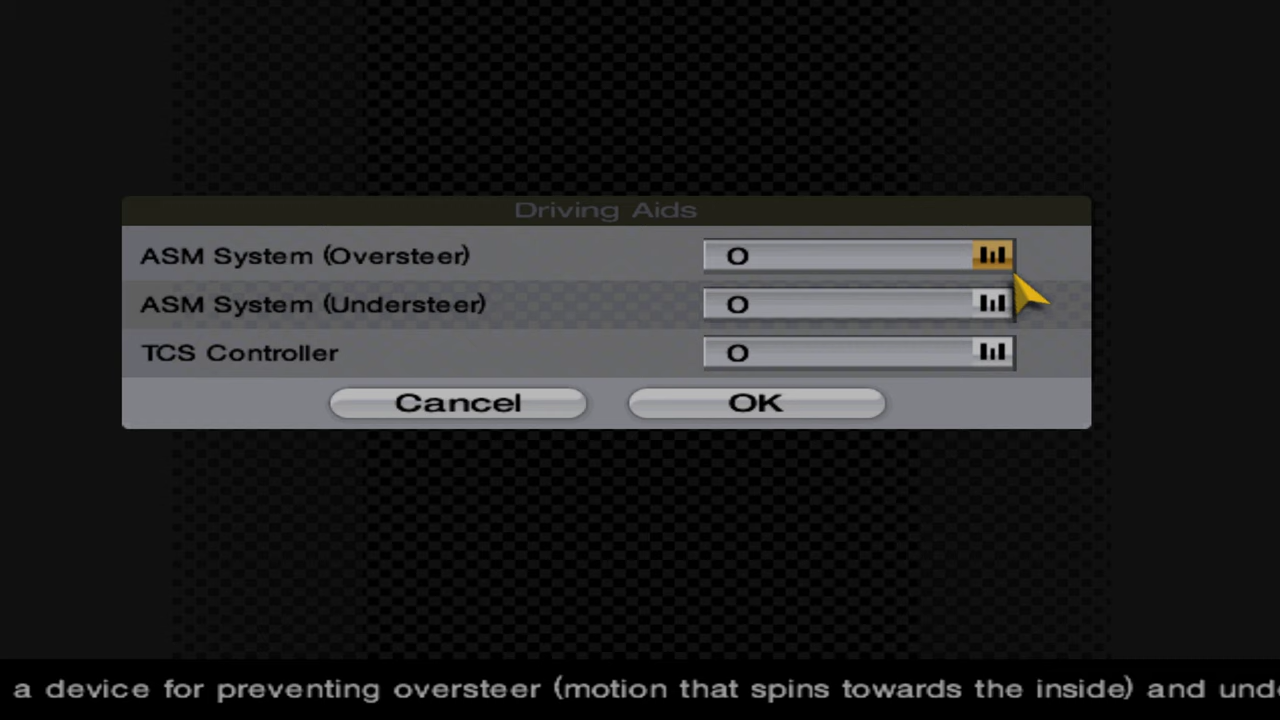 Driving Aids
ASM System (Oversteer) 0
ASM System (Understeer) 0
TCS Controller 0
Cancel OK
a device for preventing oversteer (motion that spins towards the inside) and und